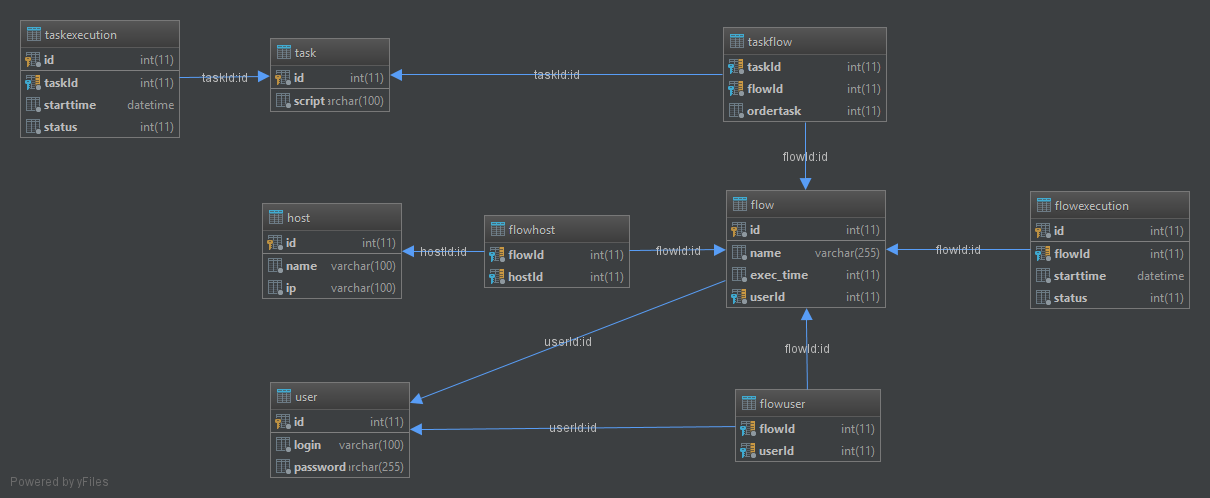 taskexecution
id int(11)
taskId int(11)
starttime datetime
status int(11)
taskId:id
task
id int(11)
script ırchar(100)
taskId:id
taskflow
taskId int(11)
flowId int(11)
ordertask int(11)
flowId:id
host
id int(11)
name varchar(100)
ip varchar(100)
hostId:id
flowhost
flowId int(11)
hostId int(11)
flowId:id
flow
id int(11)
name varchar(255)
exec_time int(11)
userId int(11)
flowId:id
flowexecution
id int(11)
flowId int(11)
starttime datetime
status int(11)
userId:id
flowId:id
user
id int(11)
login varchar(100)
password ırchar(255)
userId:id
flowuser
flowId int(11)
userId int(11)
Powered by yFiles